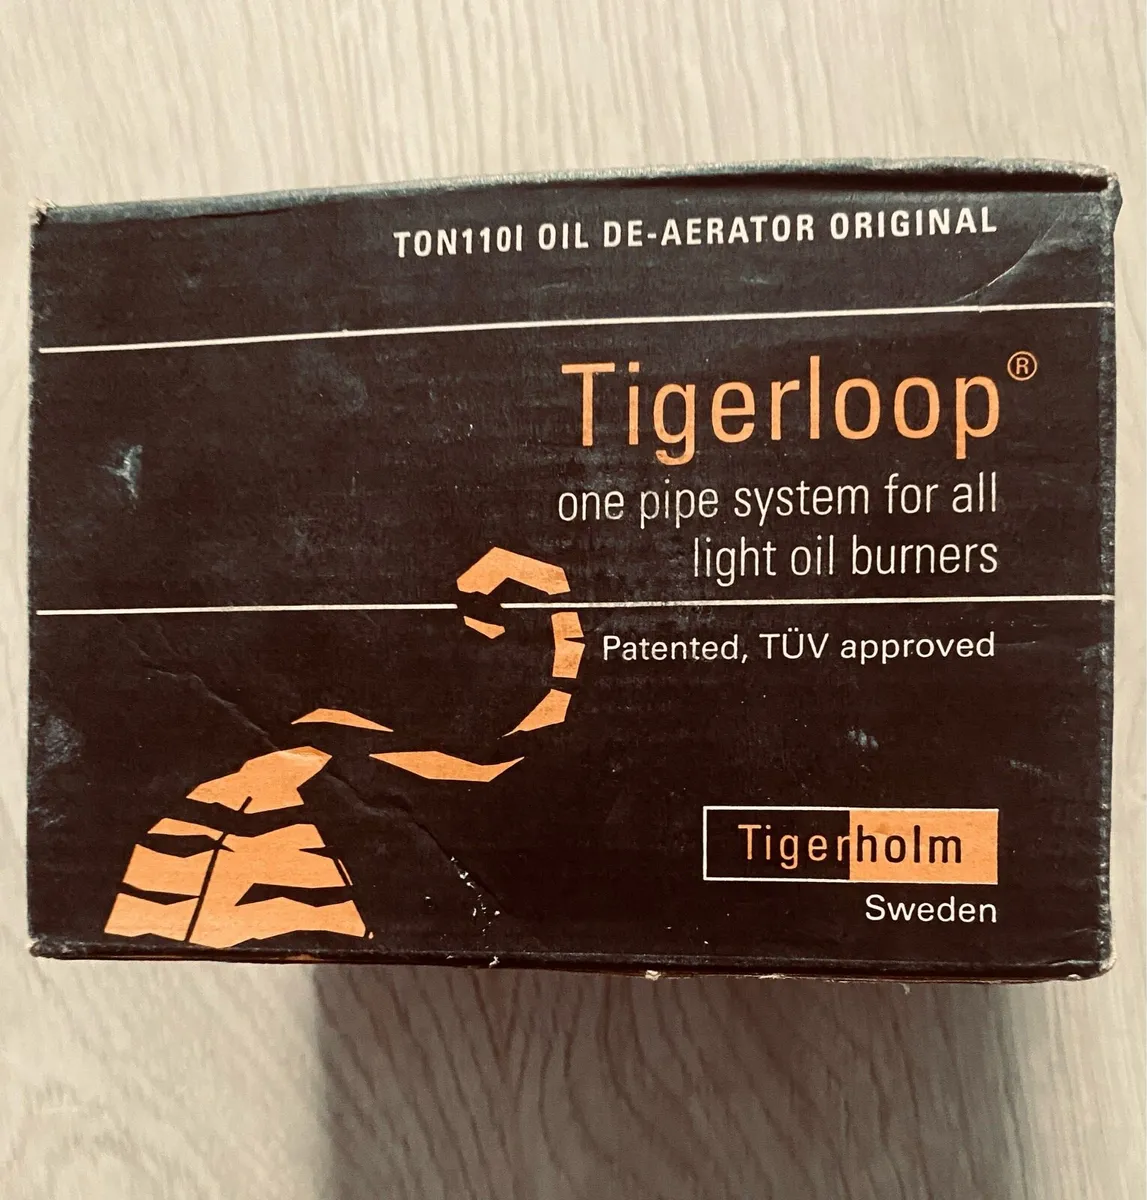 TON110I OIL DE-AERATOR ORIGINAL
Tigerloop®
one pipe system for all
light oil burners
Patented, TÜV approved
Tigerholm
Sweden